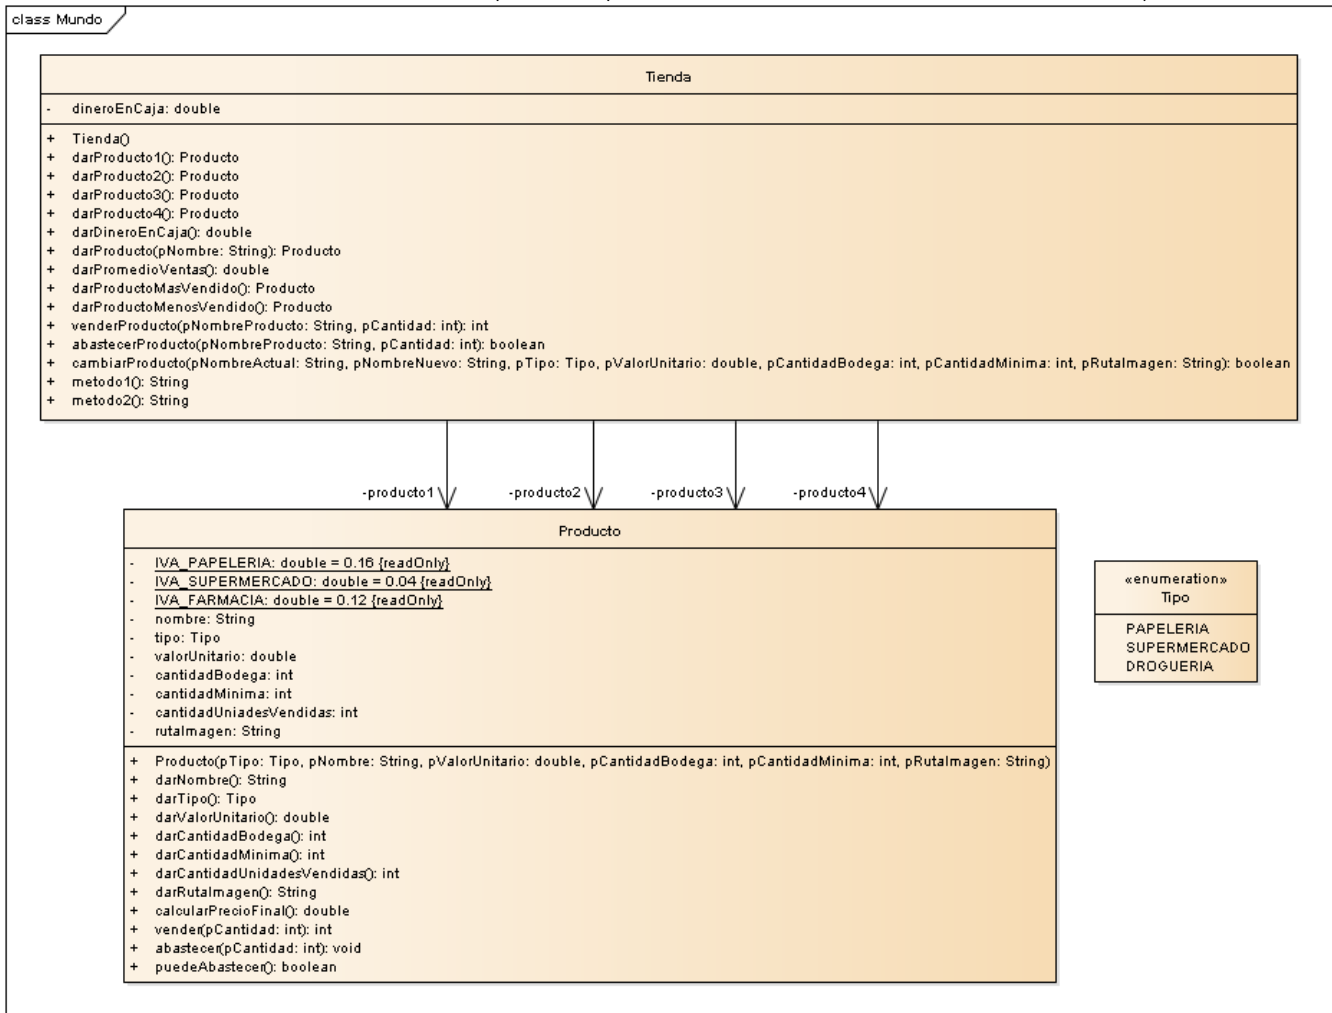 class Mundo
Tienda
- dineroEnCaja: double
+ Tienda()
+ darProducto1(): Producto
+ darProducto2(): Producto
+ darProducto3(): Producto
+ darProducto4(): Producto
+ darDineroEnCaja(): double
+ darProducto(pNombre: String): Producto
+ darPromedioVentas(): double
+ darProductoMasVendido(): Producto
+ darProductoMenosVendido(): Producto
+ venderProducto(pNombreProducto: String, pCantidad: int): int
+ abastecerProducto(pNombreProducto: String, pCantidad: int): boolean
+ cambiarProducto(pNombreActual: String, pNombreNuevo: String, pTipo: Tipo, pValorUnitario: double, pCantidadBodega: int, pCantidadMinima: int, pRutaImagen: String): boolean
+ metodo1(): String
+ metodo2(): String
-producto1 -producto2 -producto3 -producto4
Producto
- IVA_PAPELERIA: double = 0.16 {readOnly}
- IVA_SUPERMERCADO: double = 0.04 {readOnly}
- IVA_FARMACIA: double = 0.12 {readOnly}
- nombre: String
- tipo: Tipo
- valorUnitario: double
- cantidadBodega: int
- cantidadMinima: int
- cantidadUniadesVendidas: int
- rutaImagen: String
+ Producto(pTipo: Tipo, pNombre: String, pValorUnitario: double, pCantidadBodega: int, pCantidadMinima: int, pRutaImagen: String)
+ darNombre(): String
+ darTipo(): Tipo
+ darValorUnitario(): double
+ darCantidadBodega(): int
+ darCantidadMinima(): int
+ darCantidadUnidadesVendidas(): int
+ darRutaImagen(): String
+ calcularPrecioFinal(): double
+ vender(pCantidad: int): int
+ abastecer(pCantidad: int): void
+ puedeAbastecer(): boolean
«enumeration»
Tipo
PAPELERIA
SUPERMERCADO
DROGUERIA